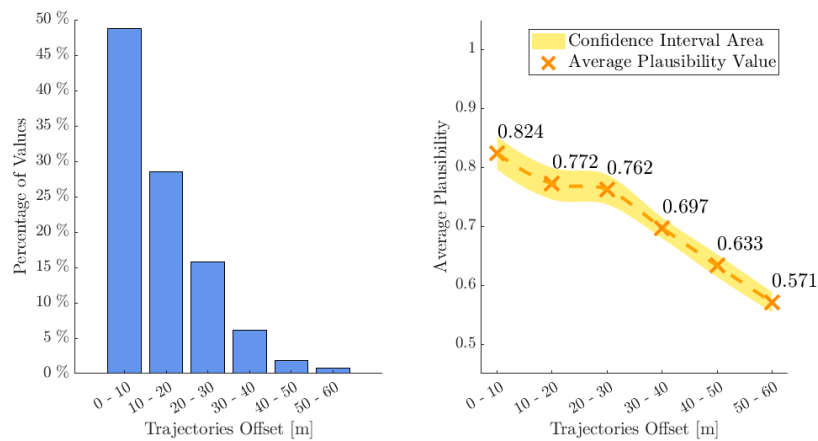 50 %
45 %
40 %
35 %
30 %
25 %
20 %
15 %
10 %
5 %
0 %
Percentage of Values
0 - 10
10 - 20
20 - 30
30 - 40
40 - 50
50 - 60
Trajectories Offset [m]
Confidence Interval Area
Average Plausibility Value
1
0.9
0.8
0.7
0.6
0.5
Average Plausibility
0.824
0.772
0.762
0.697
0.633
0.571
0 - 10
10 - 20
20 - 30
30 - 40
40 - 50
50 - 60
Trajectories Offset [m]